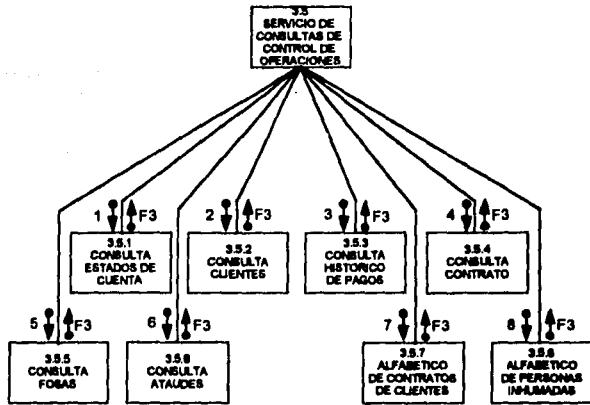 3.5
SERVICIO DE
CONSULTAS DE
CONTROL DE
OPERACIONES
1 F3
2 F3
3 F3
4 F3
3.5.1
CONSULTA
ESTADOS DE
CUENTA
3.5.2
CONSULTA
CLIENTES
3.5.3
CONSULTA
HISTORICO
DE PAGOS
3.5.4
CONSULTA
CONTRATO
5 F3
6 F3
7 F3
8 F3
3.5.5
CONSULTA
FOSAS
3.5.6
CONSULTA
ATAUDES
3.5.7
ALFABETICO
DE CONTRATOS
DE CLIENTES
3.5.8
ALFABETICO
DE PERSONAS
INHUMADAS